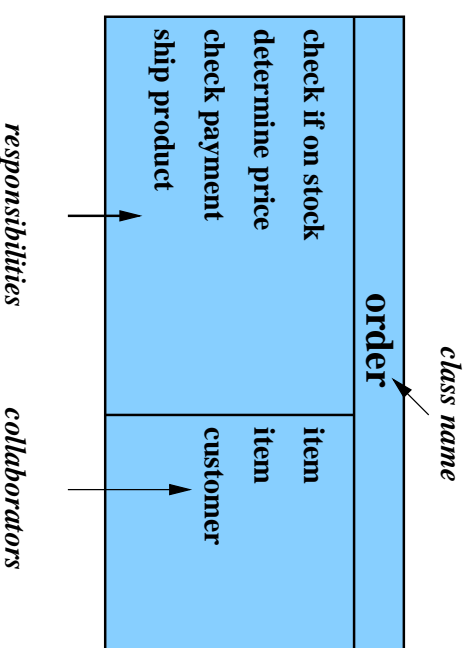 class name
order
check if on stock item
determine price item
check payment customer
ship product
responsibilities collaborators